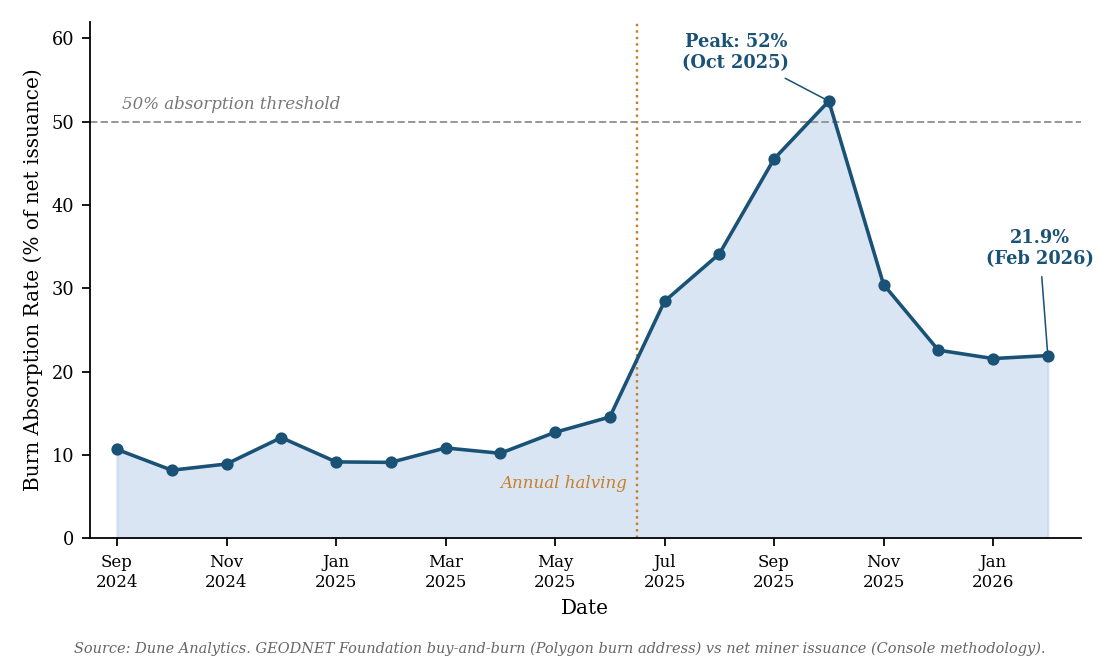 Burn Absorption Rate (% of net issuance)
60
50
40
30
20
10
0
50% absorption threshold
Peak: 52%
(Oct 2025)
21.9%
(Feb 2026)
Annual halving
Sep
2024
Nov
2024
Jan
2025
Mar
2025
May
2025
Jul
2025
Sep
2025
Nov
2025
Jan
2026
Date
Source: Dune Analytics. GEODNET Foundation buy-and-burn (Polygon burn address) vs net miner issuance (Console methodology).